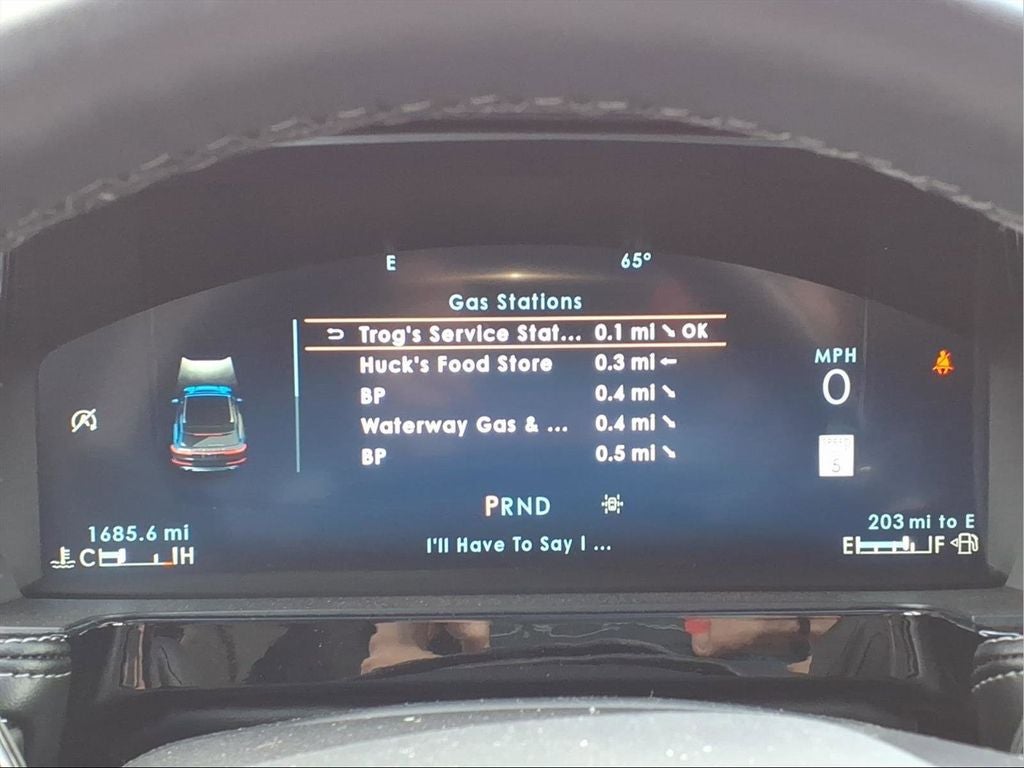 E 65°
Gas Stations
Trog's Service Stat... 0.1 mi ↘ OK
Huck's Food Store 0.3 mi ←
BP 0.4 mi ↘
Waterway Gas & ... 0.4 mi ↘
BP 0.5 mi ↘
MPH
0
SPEED
5
PRND
1685.6 mi
203 mi to E
C H
E F
I'll Have To Say I ...